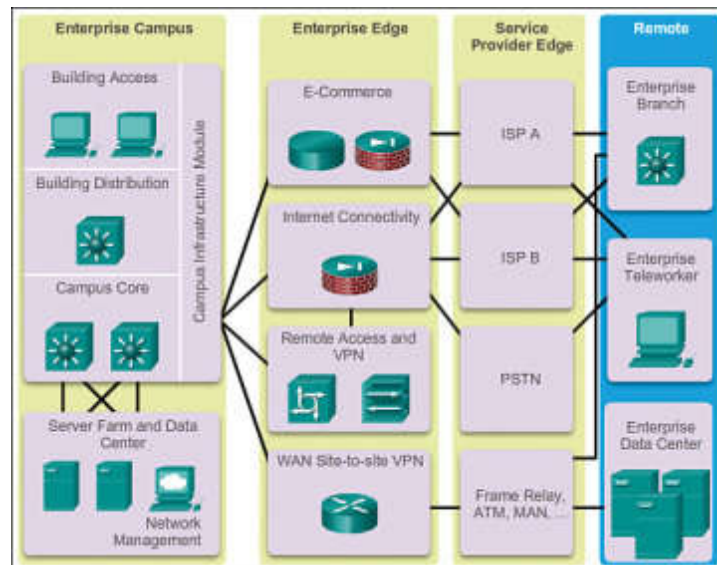 Enterprise Campus
Building Access
Building Distribution
Campus Core
Campus Infrastructure Module
Server Farm and Data
Center
Network
Management
Enterprise Edge
E-Commerce
Internet Connectivity
Remote Access and
VPN
WAN Site-to-site VPN
Service
Provider Edge
ISP A
ISP B
PSTN
Frame Relay,
ATM, MAN, ...
Remote
Enterprise
Branch
Enterprise
Teleworker
Enterprise
Data Center